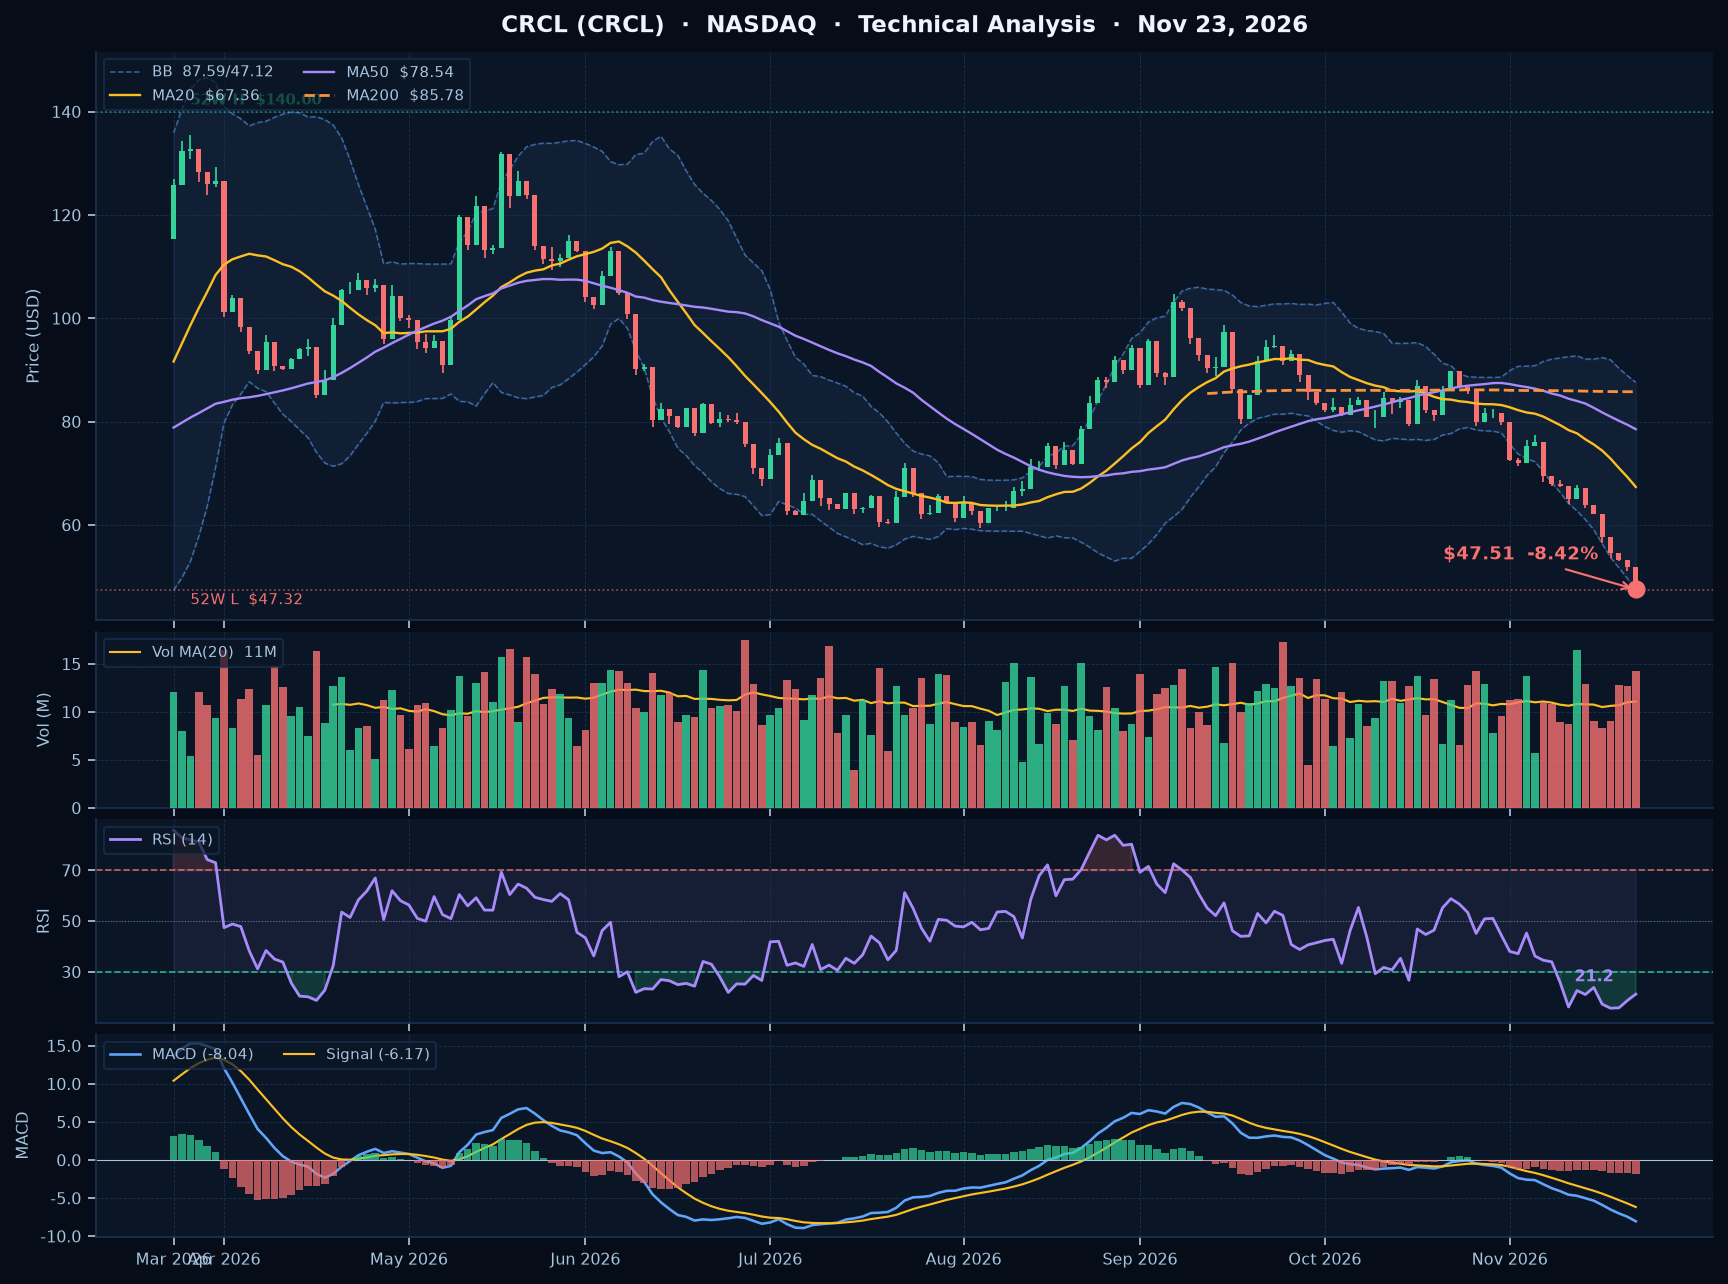 CRCL (CRCL) · NASDAQ · Technical Analysis · Nov 23, 2026
BB 87.59/47.12
MA20 $67.36
MA50 $78.54
MA200 $85.78
52W H $140.00
140
120
100
80
60
Price (USD)
$47.51 -8.42%
52W L $47.32
Vol MA(20) 11M
15
10
5
0
Vol (M)
RSI (14)
70
50
30
RSI
21.2
MACD (-8.04)
Signal (-6.17)
15.0
10.0
5.0
0.0
-5.0
-10.0
MACD
Mar 2026
Apr 2026
May 2026
Jun 2026
Jul 2026
Aug 2026
Sep 2026
Oct 2026
Nov 2026